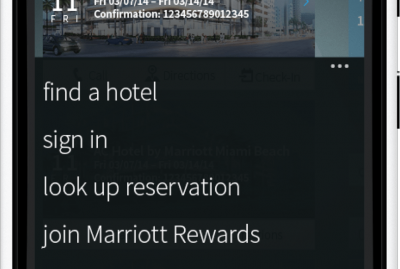 11
FRI
Fri 03/07/14 – Fri 03/14/14
Confirmation: 123456789012345
find a hotel
sign in
look up reservation
join Marriott Rewards